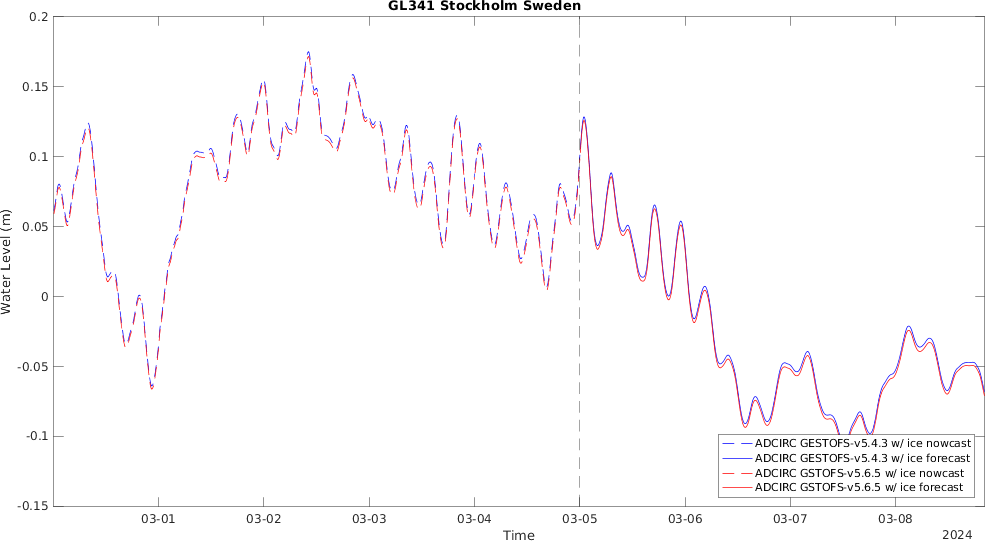 GL341 Stockholm Sweden
0.2
0.15
0.1
0.05
0
-0.05
-0.1
-0.15
Water Level (m)
ADCIRC GESTOFS-v5.4.3 w/ ice nowcast
ADCIRC GESTOFS-v5.4.3 w/ ice forecast
ADCIRC GSTOFS-v5.6.5 w/ ice nowcast
ADCIRC GSTOFS-v5.6.5 w/ ice forecast
03-01 03-02 03-03 03-04 03-05 03-06 03-07 03-08
Time
2024